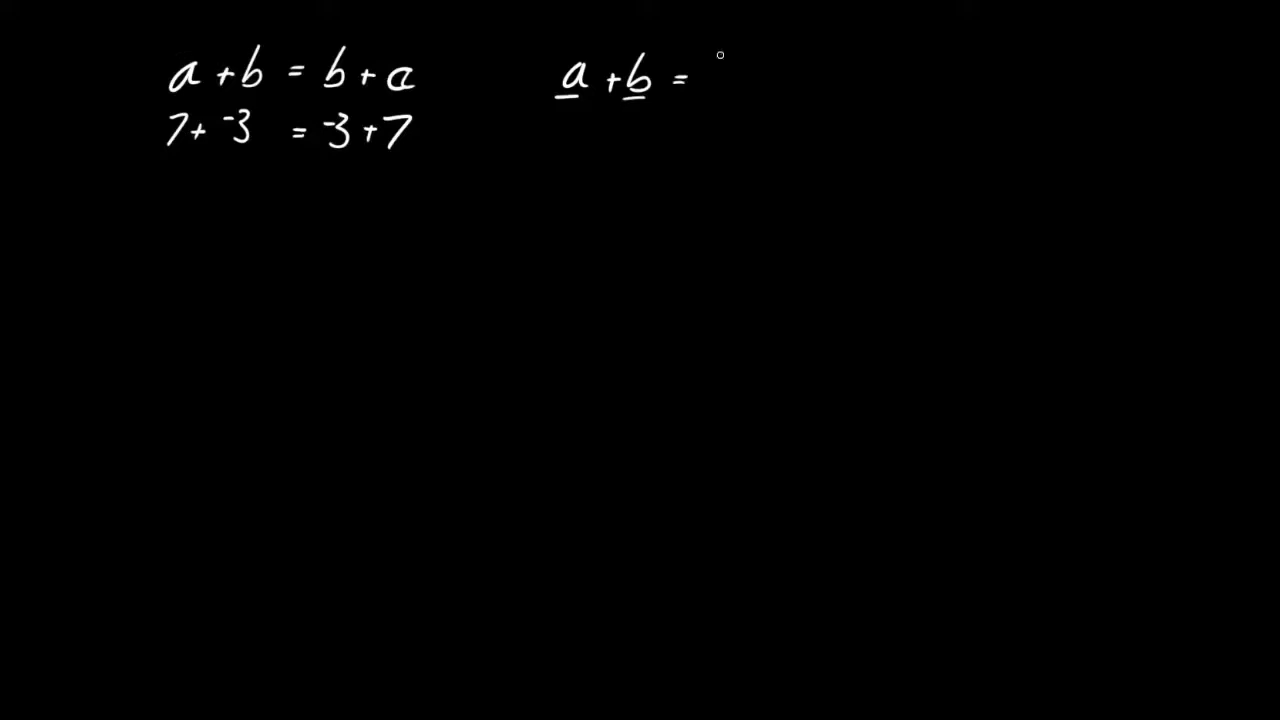 a + b = b + a
7 + -3 = -3 + 7
a + b =